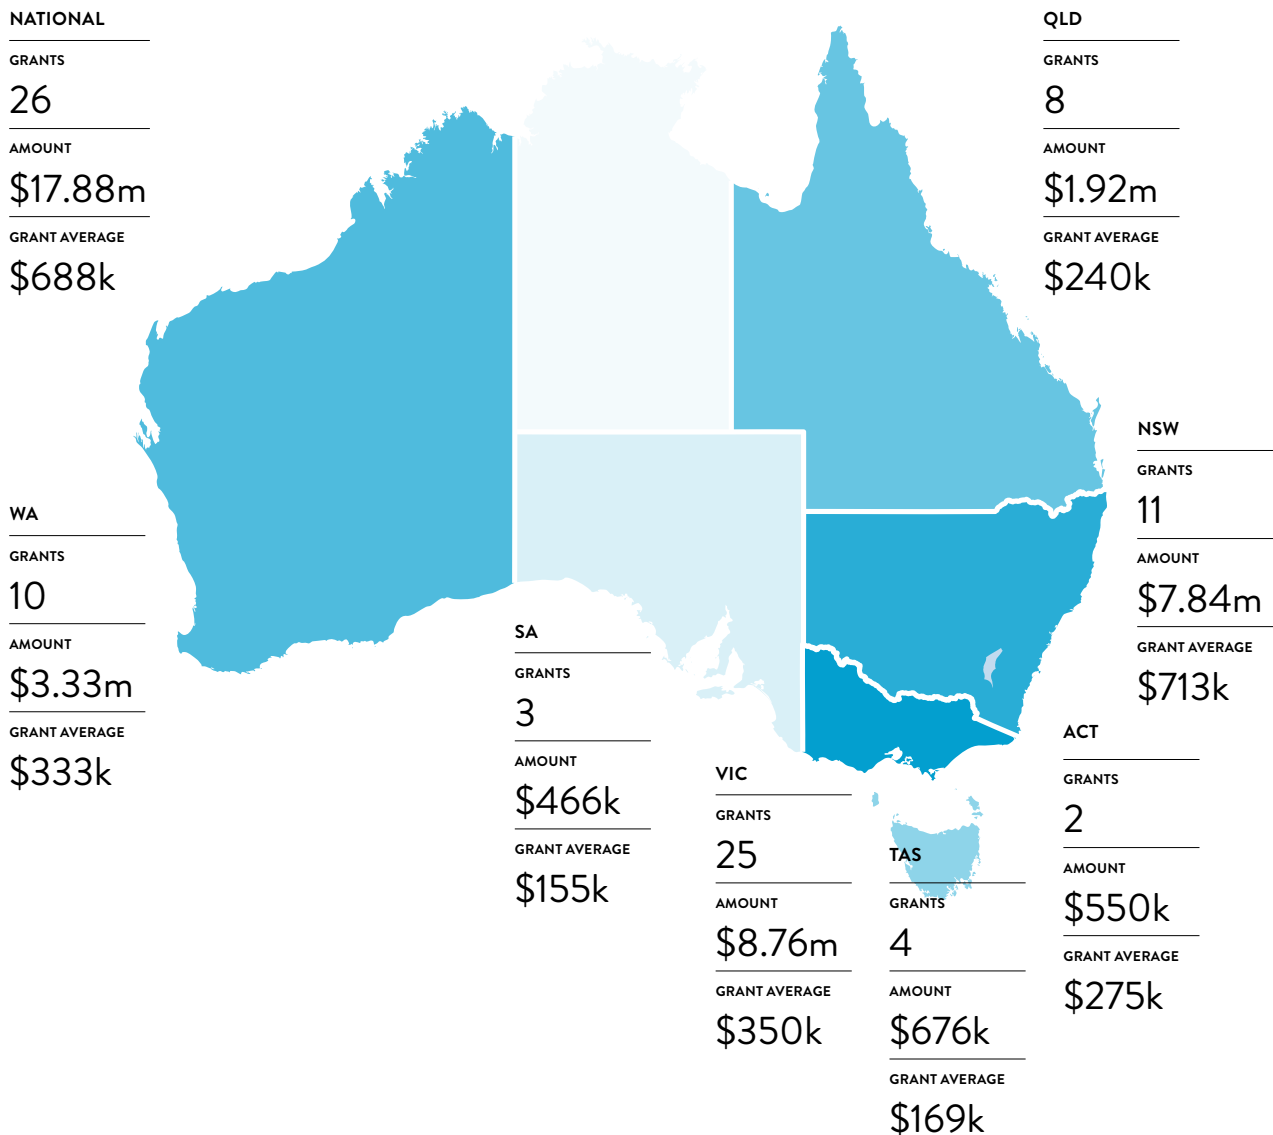 NATIONAL
GRANTS
26
AMOUNT
$17.88m
GRANT AVERAGE
$688k
QLD
GRANTS
8
AMOUNT
$1.92m
GRANT AVERAGE
$240k
NSW
GRANTS
11
AMOUNT
$7.84m
GRANT AVERAGE
$713k
WA
GRANTS
10
AMOUNT
$3.33m
GRANT AVERAGE
$333k
SA
GRANTS
3
AMOUNT
$466k
GRANT AVERAGE
$155k
VIC
GRANTS
25
AMOUNT
$8.76m
GRANT AVERAGE
$350k
TAS
GRANTS
4
AMOUNT
$676k
GRANT AVERAGE
$169k
ACT
GRANTS
2
AMOUNT
$550k
GRANT AVERAGE
$275k